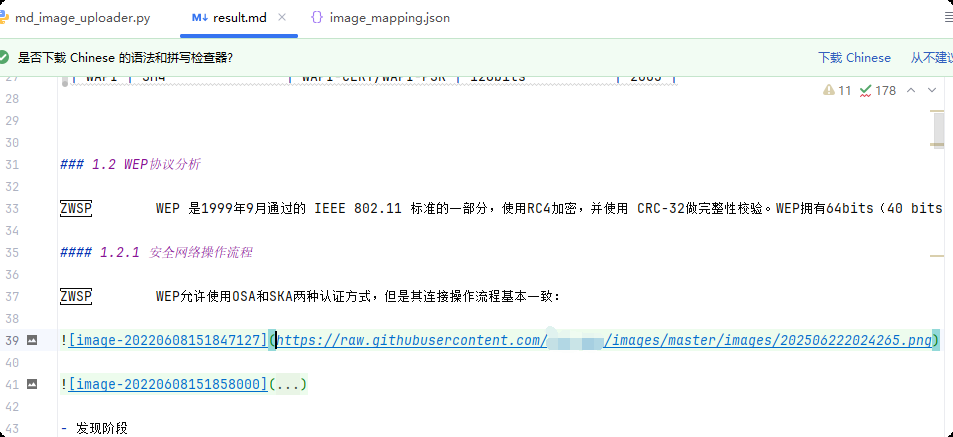 md_image_uploader.py
M↓ result.md ×
{} image_mapping.json
是否下载 Chinese 的语法和拼写检查器?
下载 Chinese 从不建议
27 | WAPI | SM4 | WAPI-CERT/WAPI-PSK | 128bits | 2003 |
11 178
28
29
30
31 ### 1.2 WEP协议分析
32
33 ZWSP WEP 是1999年9月通过的 IEEE 802.11 标准的一部分，使用RC4加密，并使用 CRC-32做完整性校验。WEP拥有64bits（40 bits
34
35 #### 1.2.1 安全网络操作流程
36
37 ZWSP WEP允许使用OSA和SKA两种认证方式，但是其连接操作流程基本一致：
38
39 ![image-20220608151847127](https://raw.githubusercontent.com/ /images/master/images/202506222024265.png)
40
41 ![image-20220608151858000](...)
42
43 - 发现阶段